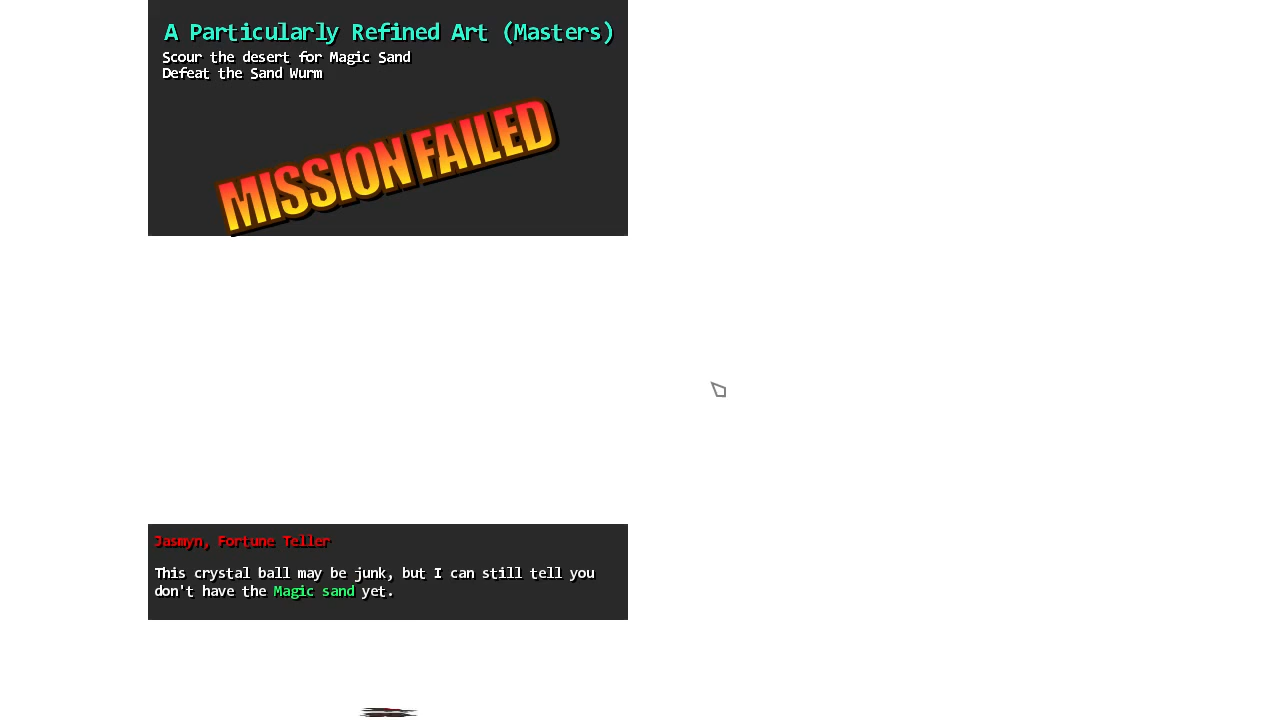 A Particularly Refined Art (Masters)
Scour the desert for Magic Sand
Defeat the Sand Wurm
MISSION FAILED
Jasmyn, Fortune Teller
This crystal ball may be junk, but I can still tell you
don't have the Magic sand yet.